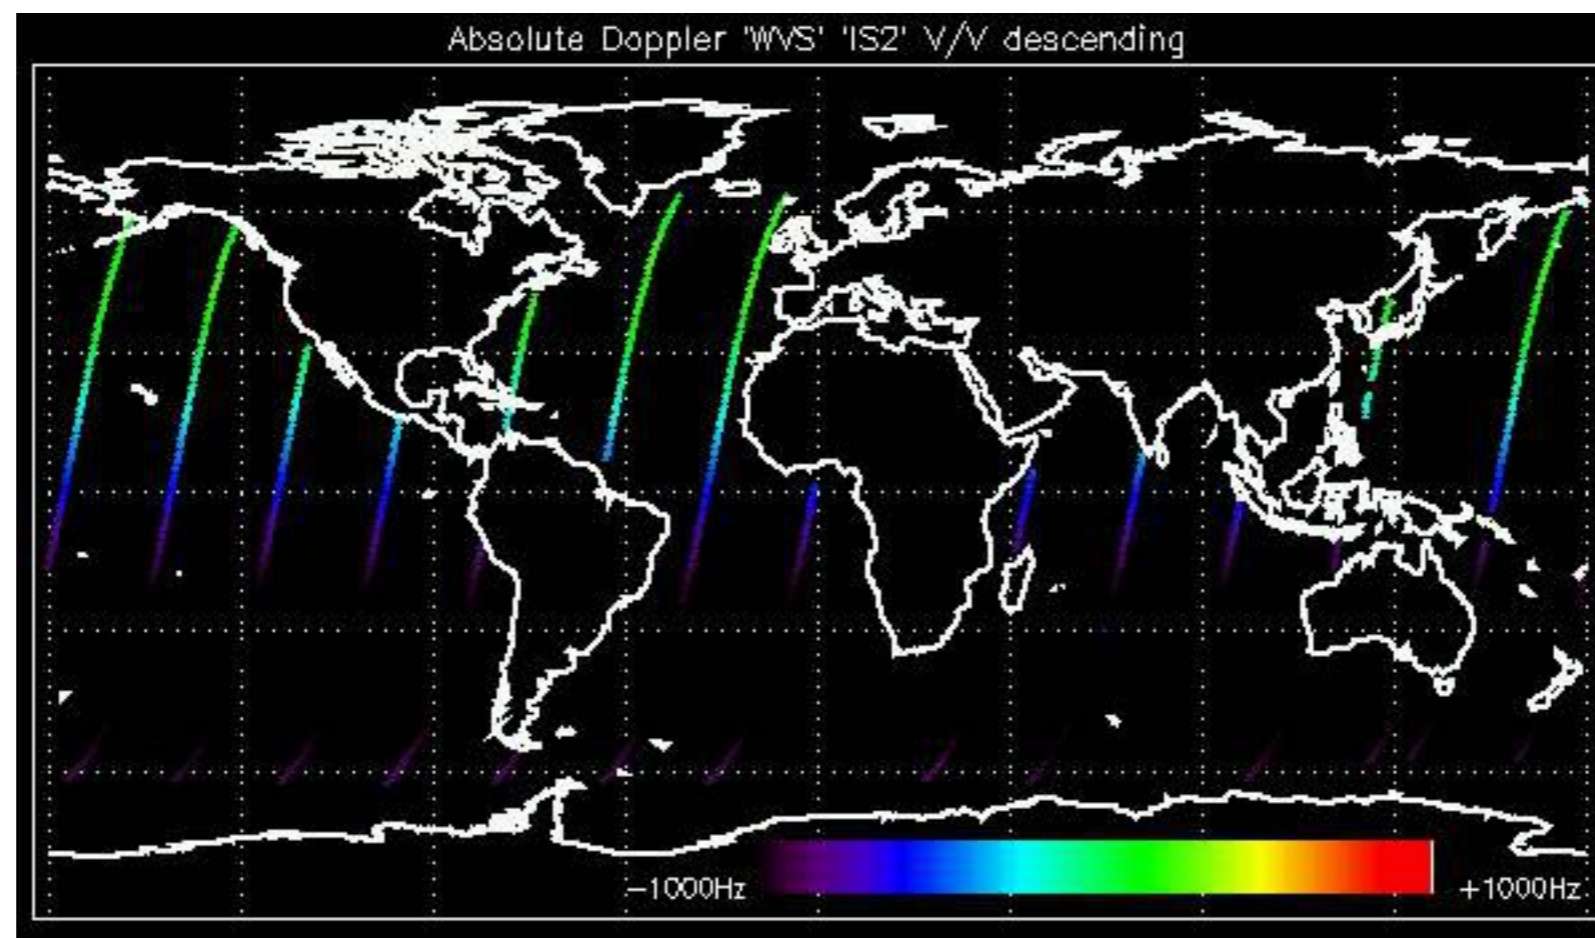 Absolute Doppler 'WVS' 'IS2' V/V descending
−1000Hz +1000Hz